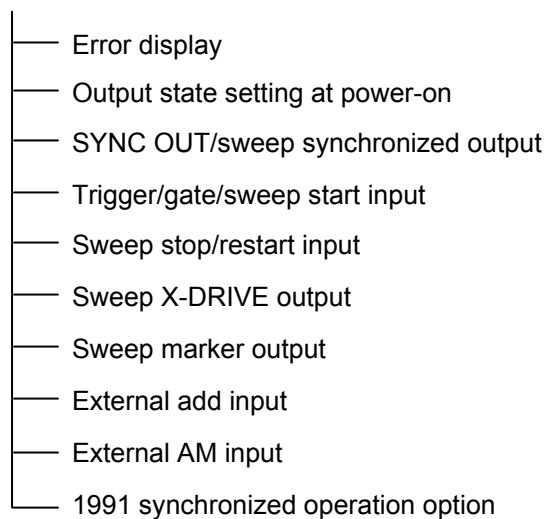 Error display
Output state setting at power-on
SYNC OUT/sweep synchronized output
Trigger/gate/sweep start input
Sweep stop/restart input
Sweep X-DRIVE output
Sweep marker output
External add input
External AM input
1991 synchronized operation option